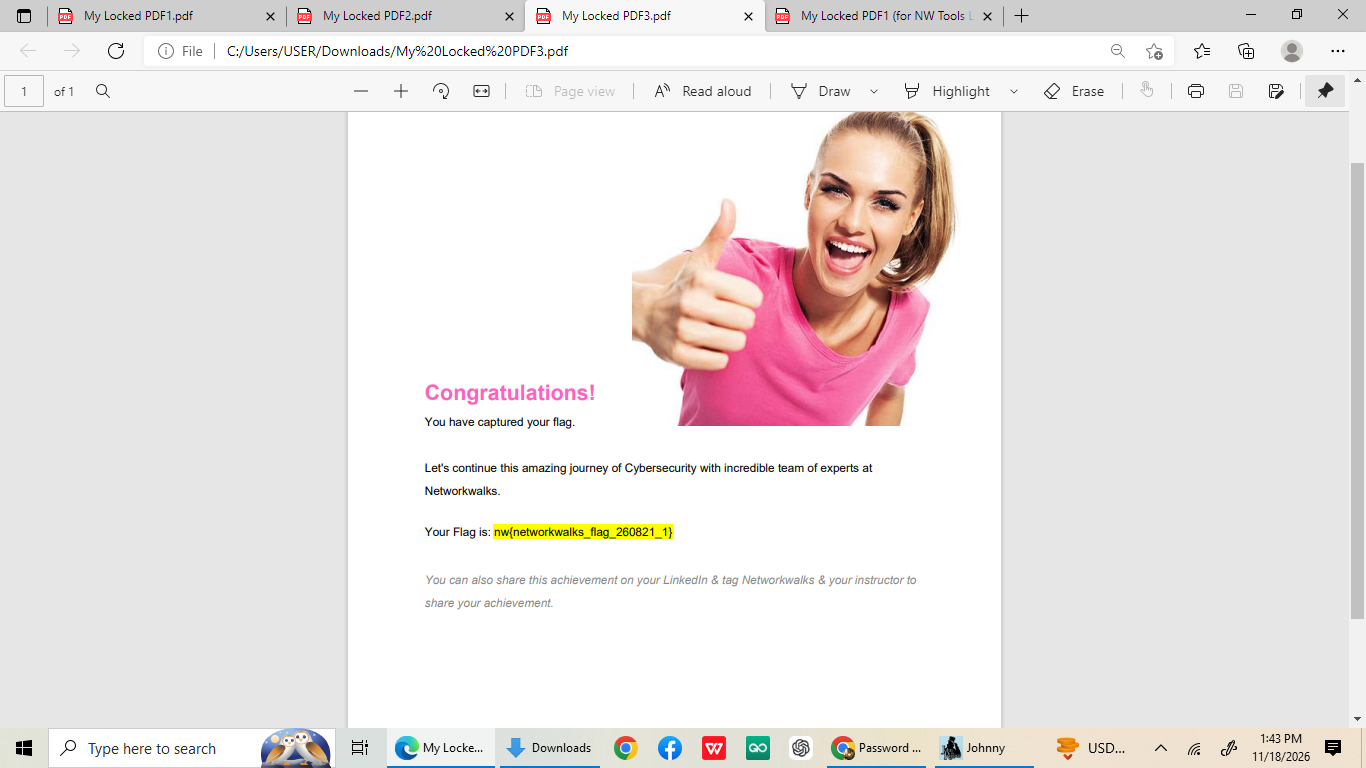 My Locked PDF1.pdf
My Locked PDF2.pdf
My Locked PDF3.pdf
My Locked PDF1 (for NW Tools
File
C:/Users/USER/Downloads/My%20Locked%20PDF3.pdf
1
of 1
Page view
Read aloud
Draw
Highlight
Erase
Congratulations!
You have captured your flag.
Let's continue this amazing journey of Cybersecurity with incredible team of experts at
Networkwalks.
Your Flag is: nw{networkwalks_flag_260821_1}
You can also share this achievement on your LinkedIn & tag Networkwalks & your instructor to
share your achievement.
Type here to search
My Locke...
Downloads
Password ...
Johnny
USD...
1:43 PM
11/18/2026